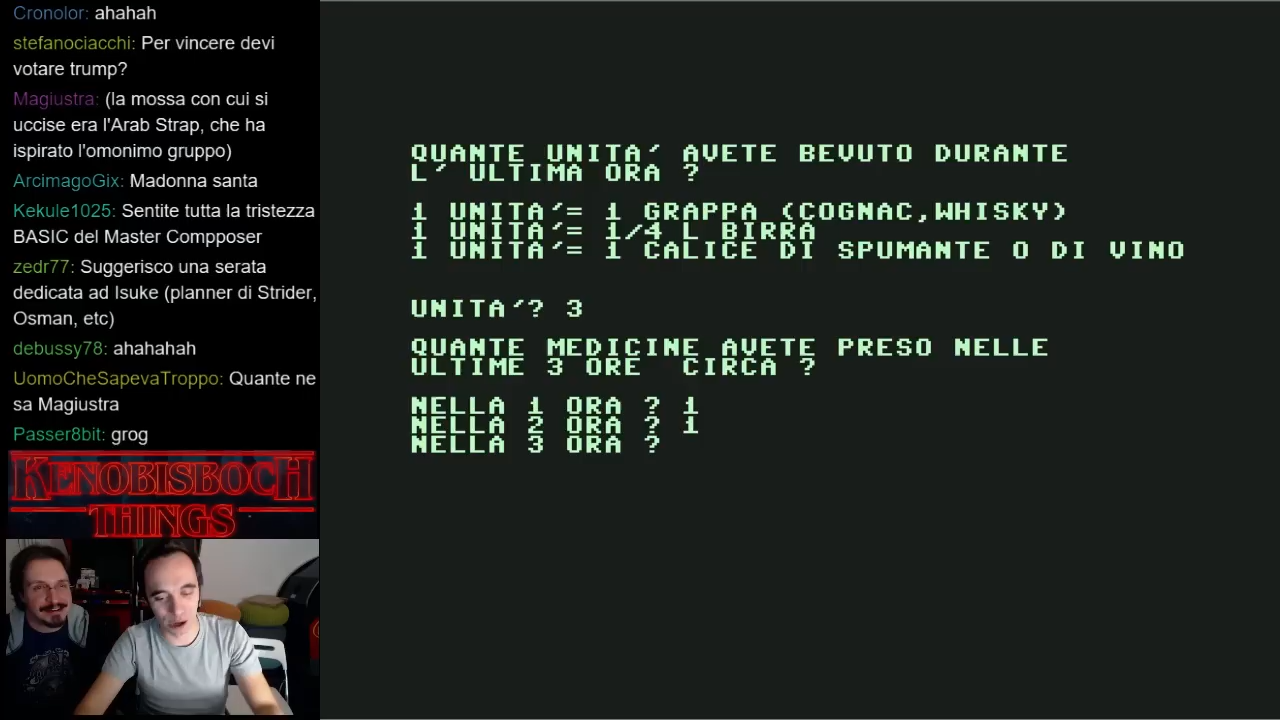 Cronolor: ahahah
stefanociacchi: Per vincere devi
votare trump?
Magiustra: (la mossa con cui si
uccise era l'Arab Strap, che ha
ispirato l'omonimo gruppo)
ArcimagoGix: Madonna santa
Kekule1025: Sentite tutta la tristezza
BASIC del Master Compposer
zedr77: Suggerisco una serata
dedicata ad Isuke (planner di Strider,
Osman, etc)
debussy78: ahahahah
UomoCheSapevaTroppo: Quante ne
sa Magiustra
Passer8bit: grog
KENOBISBOCH
THINGS
QUANTE UNITA' AVETE BEVUTO DURANTE
L' ULTIMA ORA ?
1 UNITA'= 1 GRAPPA (COGNAC,WHISKY)
1 UNITA'= 1/4 L BIRRA
1 UNITA'= 1 CALICE DI SPUMANTE O DI VINO
UNITA'? 3
QUANTE MEDICINE AVETE PRESO NELLE
ULTIME 3 ORE  CIRCA ?
NELLA 1 ORA ? 1
NELLA 2 ORA ? 1
NELLA 3 ORA ?